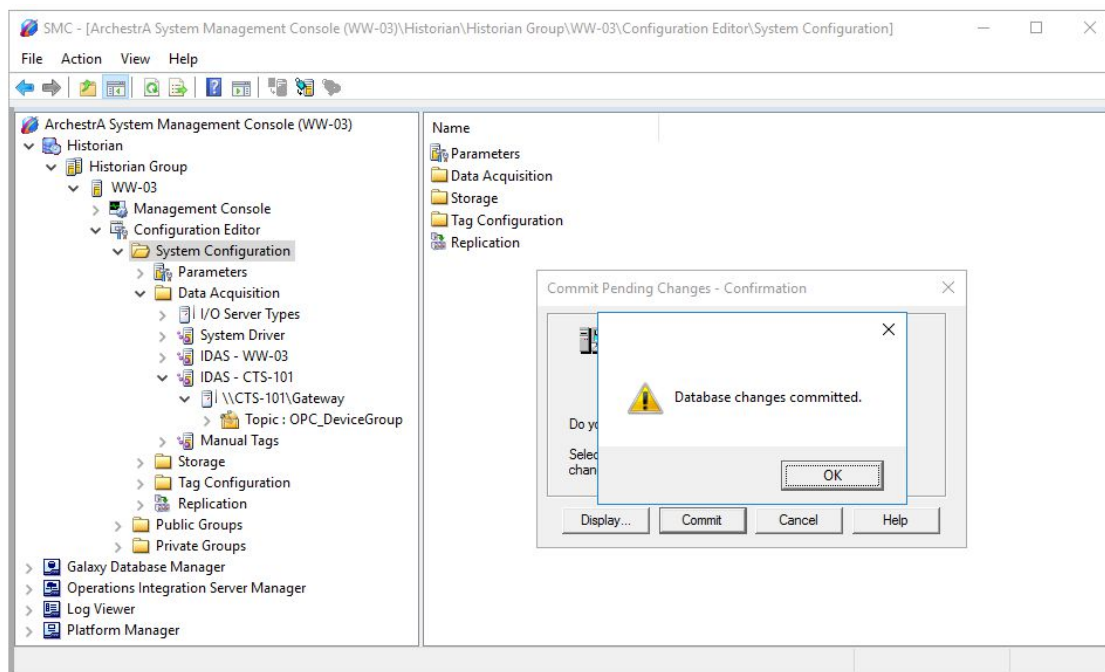 SMC - [ArchestrA System Management Console (WW-03)\Historian\Historian Group\WW-03\Configuration Editor\System Configuration]
File Action View Help
ArchestrA System Management Console (WW-03)
Historian
Historian Group
WW-03
Management Console
Configuration Editor
System Configuration
Parameters
Data Acquisition
I/O Server Types
System Driver
IDAS - WW-03
IDAS - CTS-101
\\CTS-101\Gateway
Topic : OPC_DeviceGroup
Manual Tags
Storage
Tag Configuration
Replication
Public Groups
Private Groups
Galaxy Database Manager
Operations Integration Server Manager
Log Viewer
Platform Manager
Name
Parameters
Data Acquisition
Storage
Tag Configuration
Replication
Commit Pending Changes - Confirmation
Database changes committed.
OK
Do
Display... Commit Cancel Help